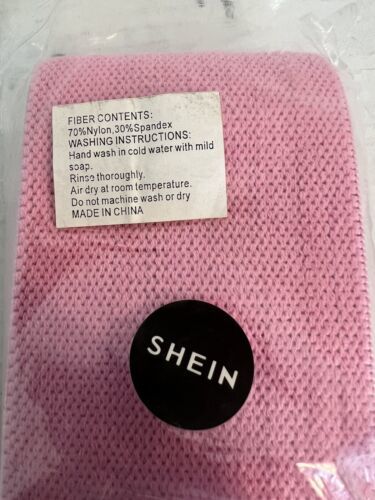 FIBER CONTENTS:
70%Nylon,30%Spandex
WASHING INSTRUCTIONS:
Hand wash in cold water with mild
soap.
Rinse thoroughly.
Air dry at room temperature.
Do not machine wash or dry
MADE IN CHINA
SHEIN